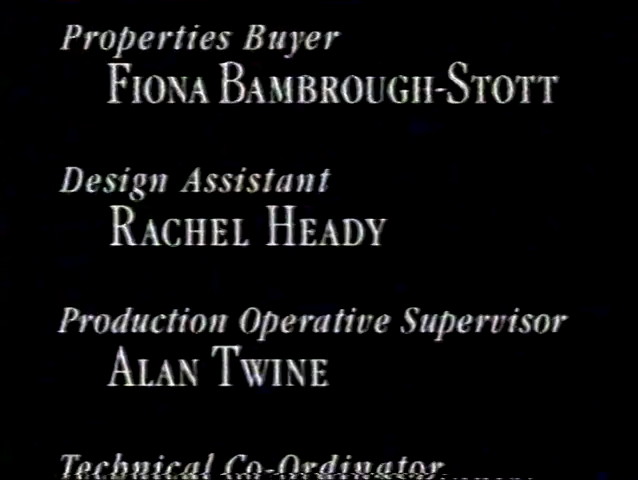 Properties Buyer
FIONA BAMBROUGH-STOTT
Design Assistant
RACHEL HEADY
Production Operative Supervisor
ALAN TWINE
Technical Co-Ordinator